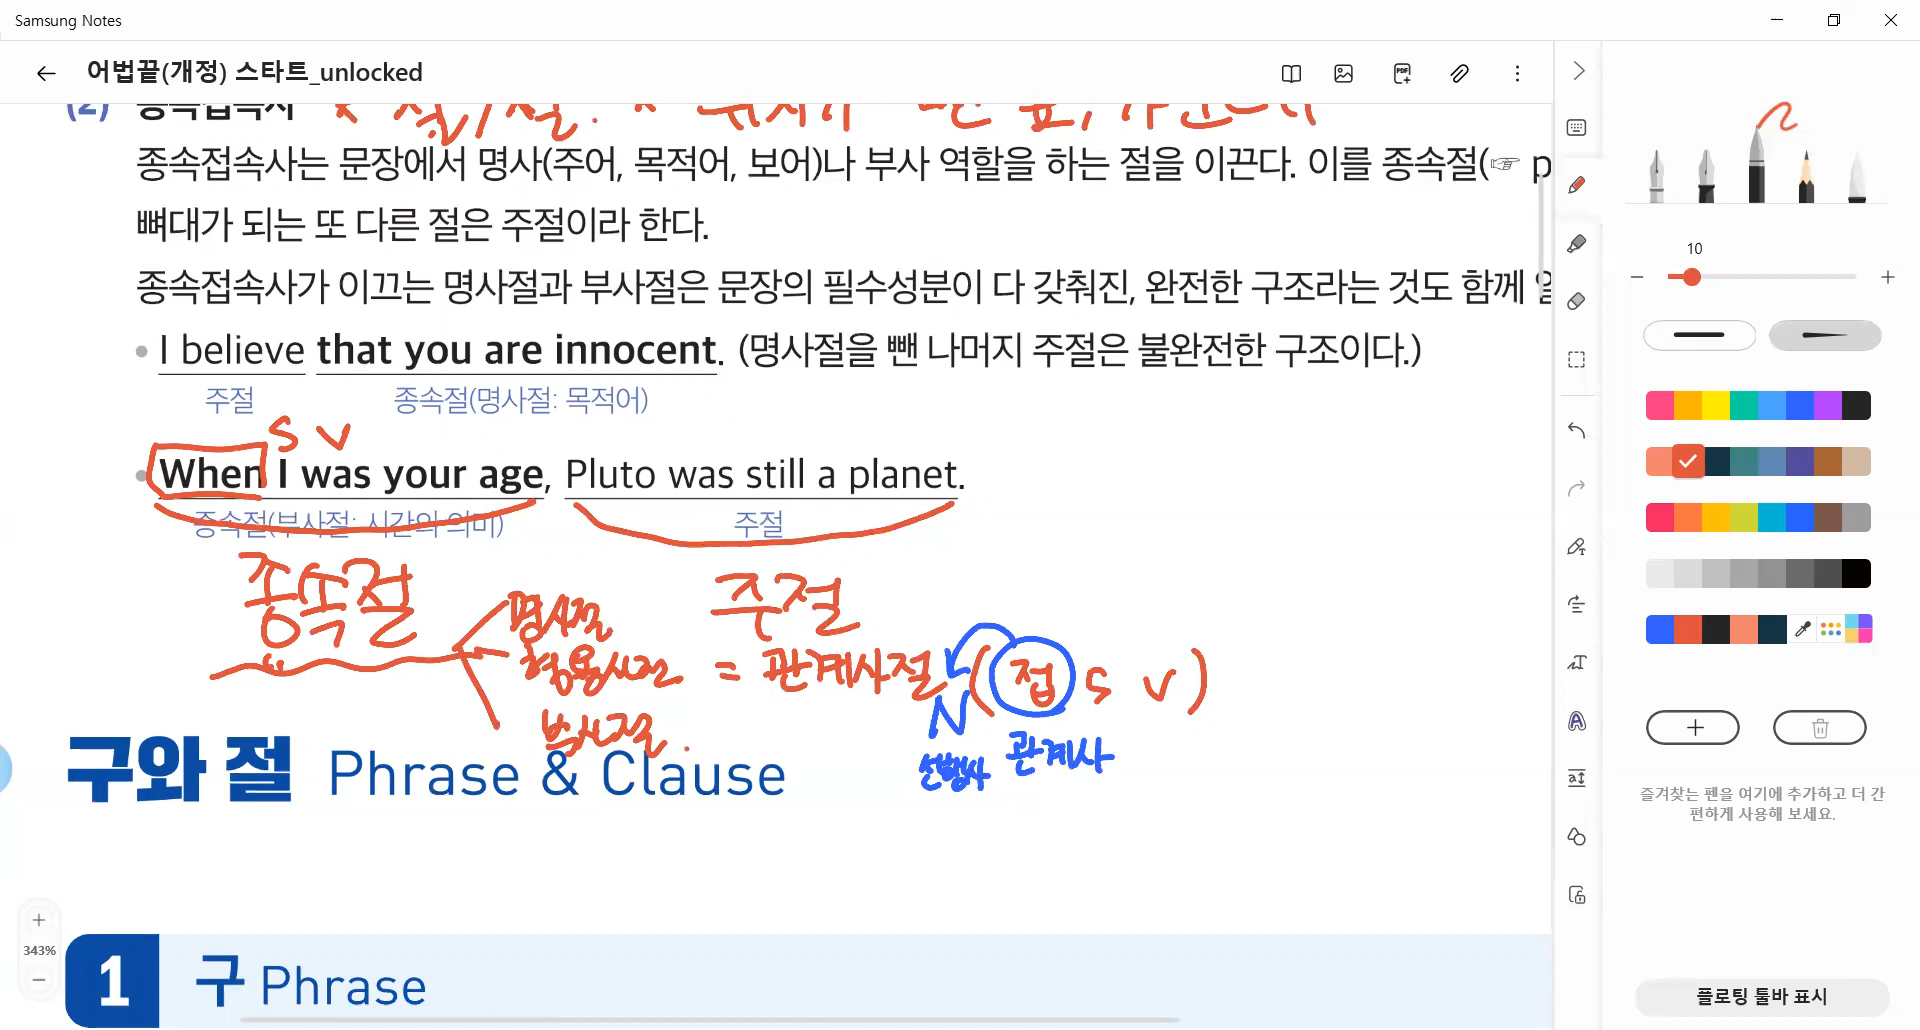 Samsung Notes
어법끝(개정) 스타트_unlocked
(2) 종속접속사 절/절.
종속접속사는 문장에서 명사(주어, 목적어, 보어)나 부사 역할을 하는 절을 이끈다. 이를 종속절(☞ p
뼈대가 되는 또 다른 절은 주절이라 한다.
종속접속사가 이끄는 명사절과 부사절은 문장의 필수성분이 다 갖춰진, 완전한 구조라는 것도 함께
• I believe that you are innocent. (명사절을 뺀 나머지 주절은 불완전한 구조이다.)
주절 종속절(명사절: 목적어)
S V
• When I was your age, Pluto was still a planet.
종속절(부사절: 시간의 의미) 주절
종속절 주절
명사절
형용사절 = 관계사절 (접 S V)
N
부사절.
선행사 관계사
구와 절 Phrase & Clause
1 구 Phrase
343%
10
즐겨찾는 펜을 여기에 추가하고 더 간
편하게 사용해 보세요.
플로팅 툴바 표시